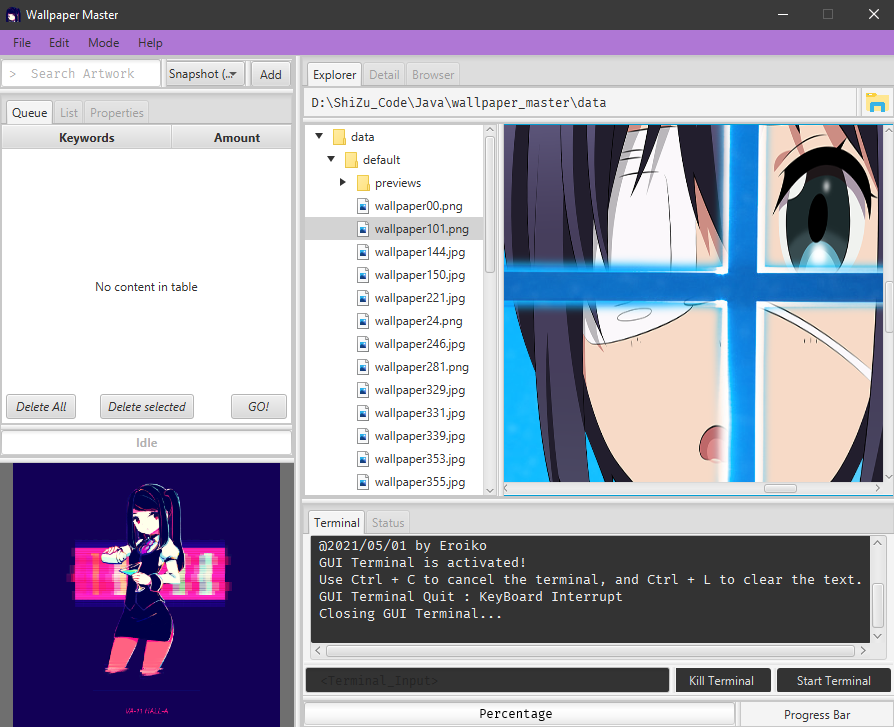 Wallpaper Master
File Edit Mode Help
> Search Artwork
Snapshot (..
Add
Queue List Properties
Keywords Amount
No content in table
Delete All Delete selected GO!
Idle
VA-11 HALL-A
Explorer Detail Browser
D:\ShiZu_Code\Java\wallpaper_master\data
data
default
previews
wallpaper00.png
wallpaper101.png
wallpaper144.jpg
wallpaper150.jpg
wallpaper221.jpg
wallpaper24.png
wallpaper246.jpg
wallpaper281.png
wallpaper329.jpg
wallpaper331.jpg
wallpaper339.jpg
wallpaper353.jpg
wallpaper355.jpg
Terminal Status
@2021/05/01 by Eroiko
GUI Terminal is activated!
Use Ctrl + C to cancel the terminal, and Ctrl + L to clear the text.
GUI Terminal Quit : KeyBoard Interrupt
Closing GUI Terminal...
<Terminal_Input>
Kill Terminal Start Terminal
Percentage Progress Bar